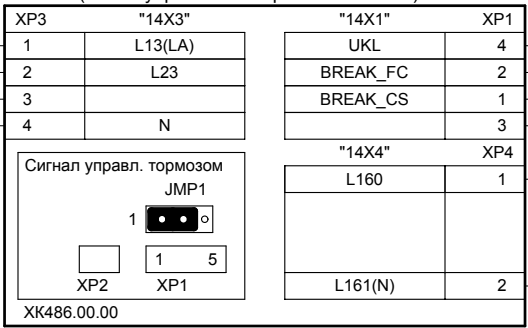 XP3 "14X3" "14X1" XP1
1 L13(LA) UKL 4
2 L23 BREAK_FC 2
3 BREAK_CS 1
4 N 3
"14X4" XP4
Сигнал управл. тормозом
L160 1
JMP1
1
1 5
XP2 XP1
L161(N) 2
ХК486.00.00